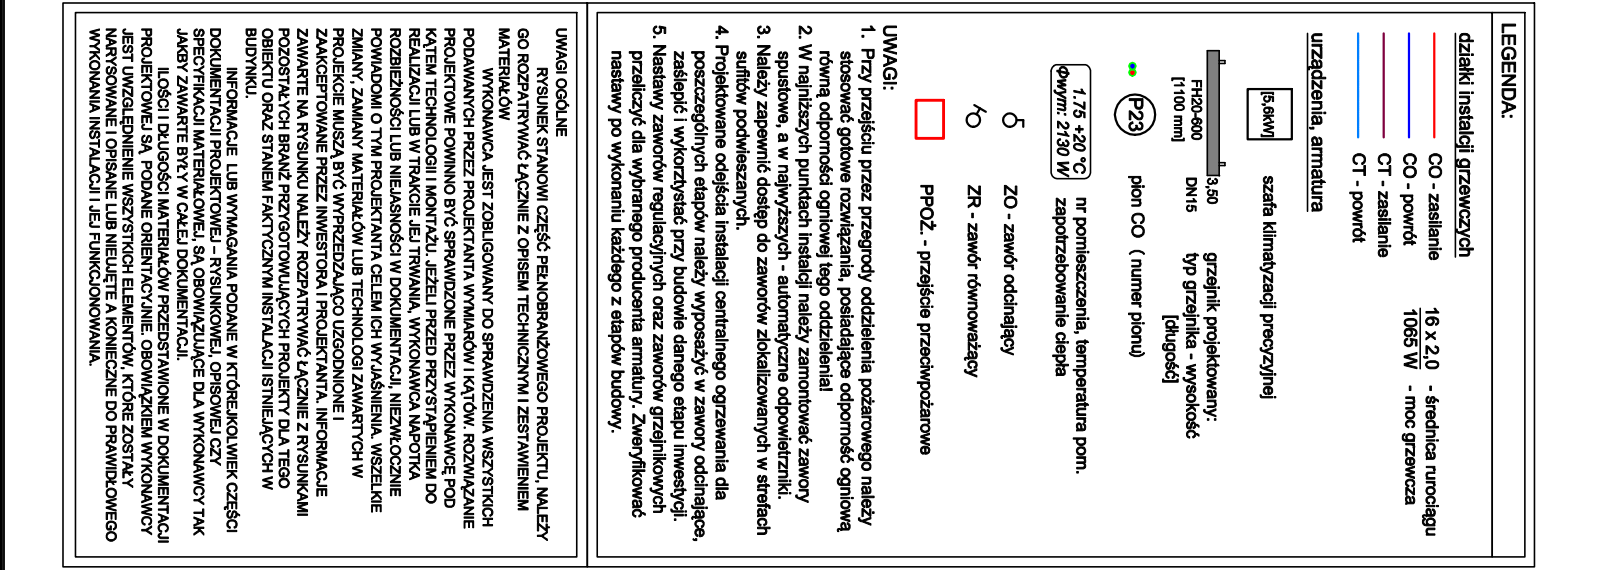 LEGENDA:
działki instalcji grzewczych
CO - zasilanie
CO - powrót
CT - zasilanie
CT - powrót
16 x 2,0 - średnica rurociągu
1065 W - moc grzewcza
urządzenia, armatura
[5,6kW] szafa klimatyzacji precyzyjnej
3,50
FH20-600 DN15
[1100 mm]
grzejnik projektowany:
typ grzejnika - wysokość
[długość]
P23 pion CO ( numer pionu)
1.75 +20 °C nr pomieszczenia, temperatura pom.
Φwym: 2130 W zapotrzebowanie ciepła
ZO - zawór odcinający
ZR - zawór równoważący
PPOŻ. - przejście przeciwpożarowe
UWAGI:
1. Przy przejściu przez przegrody oddzielenia pożarowego należy
stosować gotowe rozwiązania, posiadające odporność ogniową
równą odporności ogniowej tego oddzielenia!
2. W najniższych punktach instalcji należy zamontować zawory
spustowe, a w najwyższych - automatyczne odpowietrzniki.
3. Należy zapewnić dostęp do zaworów zlokalizowanych w strefach
sufitów podwieszanych.
4. Projektowane odejścia instalacji centralnego ogrzewania dla
poszczególnych etapów należy wyposażyć w zawory odcinające,
zaślepić i wykorztystać przy budowie danego etapu inwestycji.
5. Nastawy zaworów regulacyjnych oraz zaworów grzejnikowych
przeliczyć dla wybranego producenta armatury. Zweryfikować
nastawy po wykonaniu każdego z etapów budowy.
UWAGI OGÓLNE
RYSUNEK STANOWI CZĘŚĆ PEŁNOBRANŻOWEGO PROJEKTU, NALEŻY
GO ROZPATRYWAĆ ŁĄCZNIE Z OPISEM TECHNICZNYM I ZESTAWIENIEM
MATERIAŁÓW
WYKONAWCA JEST ZOBLIGOWANY DO SPRAWDZENIA WSZYSTKICH
PODAWANYCH PRZEZ PROJEKTANTA WYMIARÓW I KĄTÓW. ROZWIĄZANIE
PROJEKTOWE POWINNO BYĆ SPRAWDZONE PRZEZ WYKONAWCĘ POD
KĄTEM TECHNOLOGII I MONTAŻU. JEŻELI PRZED PRZYSTĄPIENIEM DO
REALIZACJI LUB W TRAKCIE JEJ TRWANIA, WYKONAWCA NAPOTKA
ROZBIEŻNOŚCI LUB NIEJASNOŚCI W DOKUMENTACJI, NIEZWŁOCZNIE
POWIADOMI O TYM PROJEKTANTA CELEM ICH WYJAŚNIENIA. WSZELKIE
ZMIANY, ZAMIANY MATERIAŁÓW LUB TECHNOLOGI ZAWARTYCH W
PROJEKCIE MUSZĄ BYĆ WYPRZEDZAJĄCO UZGODNIONE I
ZAAKCEPTOWANE PRZEZ INWESTORA I PROJEKTANTA. INFORMACJE
ZAWARTE NA RYSUNKU NALEŻY ROZPATRYWAĆ ŁĄCZNIE Z RYSUNKAMI
POZOSTAŁYCH BRANŻ PRZYGOTOWUJĄCYCH PROJEKTY DLA TEGO
OBIEKTU ORAZ STANEM FAKTYCZNYM INSTALACJI ISTNIEJĄCYCH W
BUDYNKU.
INFORMACJE LUB WYMAGANIA PODANE W KTÓREJKOLWIEK CZĘŚCI
DOKUMENTACJI PROJEKTOWEJ – RYSUNKOWEJ, OPISOWEJ CZY
SPECYFIKACJI MATERIAŁOWEJ, SĄ OBOWIĄZUJĄCE DLA WYKONAWCY TAK
JAKBY ZAWARTE BYŁY W CAŁEJ DOKUMENTACJI.
ILOŚCI I DŁUGOŚCI MATERIAŁÓW PRZEDSTAWIONE W DOKUMENTACJI
PROJEKTOWEJ SĄ PODANE ORIENTACYJNIE. OBOWIĄZKIEM WYKONAWCY
JEST UWZGLĘDNIENIE WSZYSTKICH ELEMENTÓW, KTÓRE ZOSTAŁY
NARYSOWANE I OPISANE LUB NIEUJĘTE A KONIECZNE DO PRAWIDŁOWEGO
WYKONANIA INSTALACJI I JEJ FUNKCJONOWANIA.